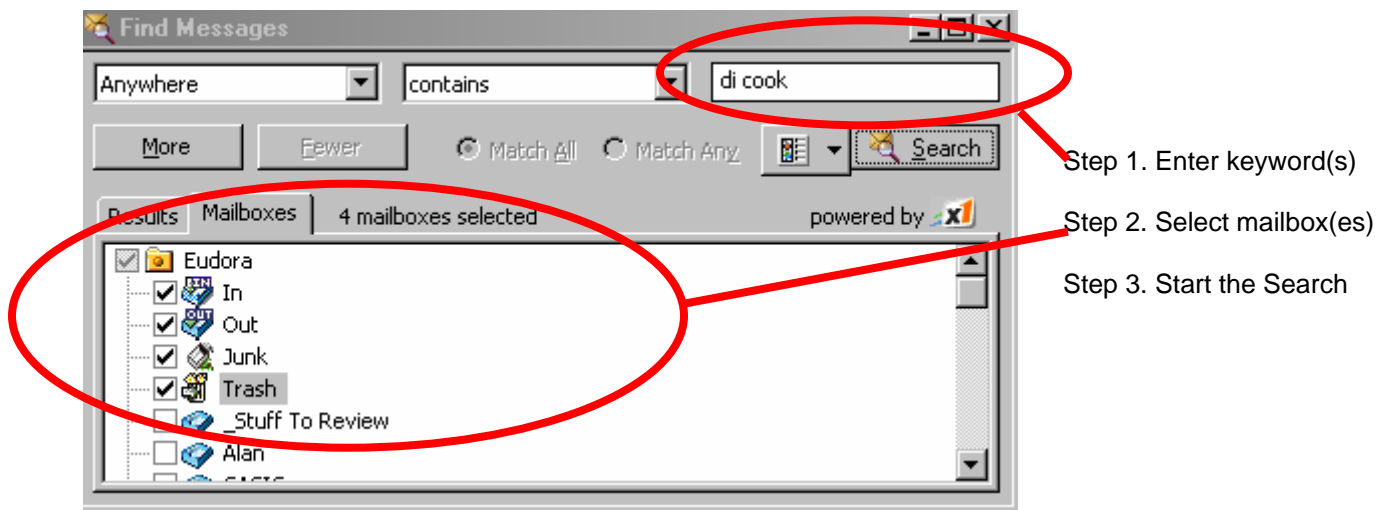 Find Messages
Anywhere contains di cook
More Fewer Match All Match Any Search
Step 1. Enter keyword(s)
Results Mailboxes 4 mailboxes selected powered by x1
Step 2. Select mailbox(es)
Eudora
In
Step 3. Start the Search
Out
Junk
Trash
_Stuff To Review
Alan